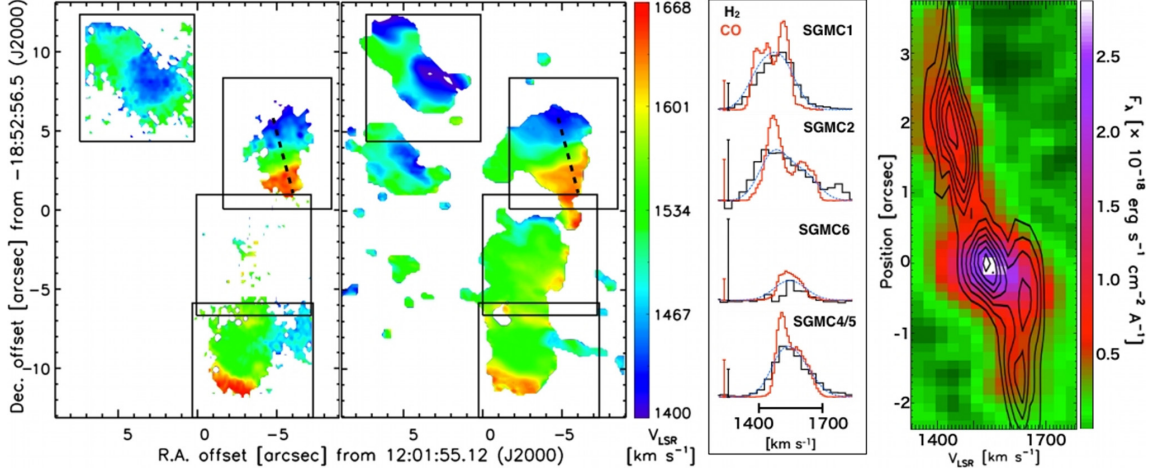 Dec. offset [arcsec] from −18:52:56.5 (J2000)
10
5
0
−5
−10
5
0
−5
5
0
−5
R.A. offset [arcsec] from 12:01:55.12 (J2000)
1668
1601
1534
1467
1400
V_LSR
[km s⁻¹]
H₂
CO
SGMC1
SGMC2
SGMC6
SGMC4/5
1400
1700
[km s⁻¹]
Position [arcsec]
3
2
1
0
-1
-2
1400
1700
V_LSR [km s⁻¹]
2.5
2.0
1.5
1.0
0.5
F_λ [× 10⁻¹⁸ erg s⁻¹ cm⁻² A⁻¹]